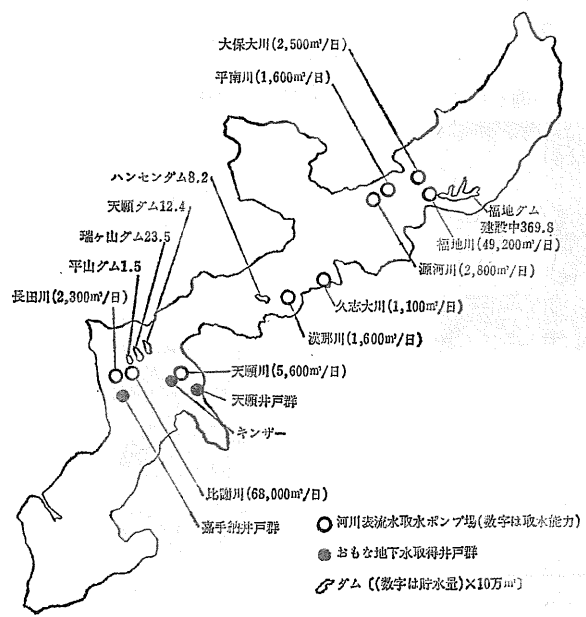 大保大川(2,500m³/日)
平南川(1,600m³/日)
ハンセンダム8.2
天願ダム12.4
瑞ヶ山ダム23.5
平山ダム1.5
長田川(2,300m³/日)
福地ダム
建設中369.8
福地川(49,200m³/日)
源河川(2,800m³/日)
久志大川(1,100m³/日)
漢那川(1,600m³/日)
天願川(5,600m³/日)
天願井戸群
キンザー
比謝川(68,000m³/日)
嘉手納井戸群
河川表流水取水ポンプ場(数字は取水能力)
おもな地下水取得井戸群
ダム〔(数字は貯水量)×10万m³〕